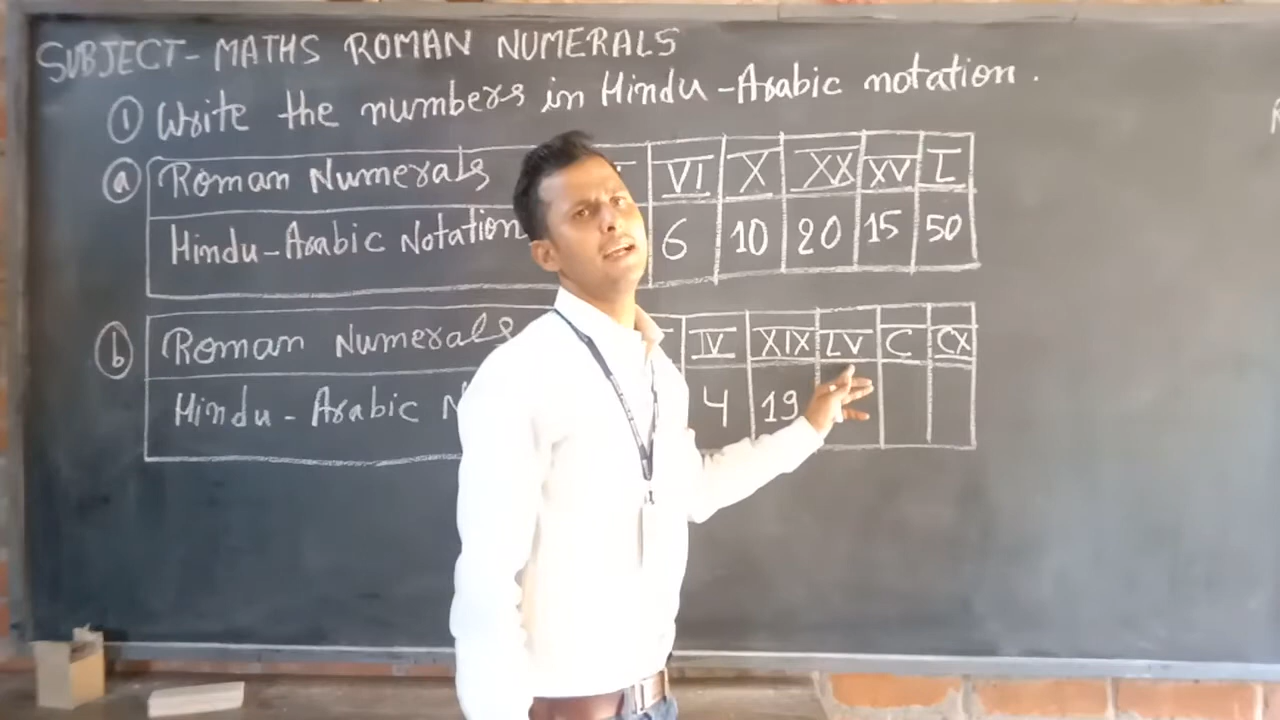 SUBJECT- MATHS ROMAN NUMERALS
① Write the numbers in Hindu-Arabic notation.
ⓐ Roman Numerals VI X XX XV L
Hindu-Arabic Notation 6 10 20 15 50
ⓑ Roman Numerals IV XIX LV C CX
Hindu-Arabic 4 19